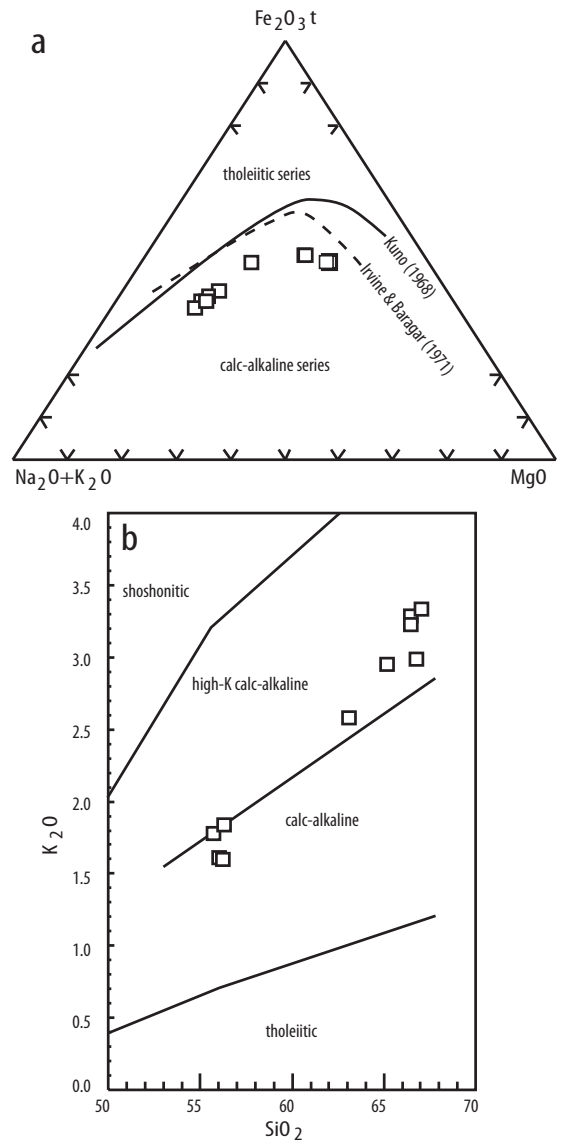 Fe₂O₃ t
a
tholeiitic series
Kuno (1968)
Irvine & Baragar (1971)
calc-alkaline series
Na₂O+K₂O
MgO
b
4.0
shoshonitic
3.5
3.0
high-K calc-alkaline
2.5
2.0
calc-alkaline
K₂O
1.5
1.0
tholeiitic
0.5
0.0
50
55
60
65
70
SiO₂